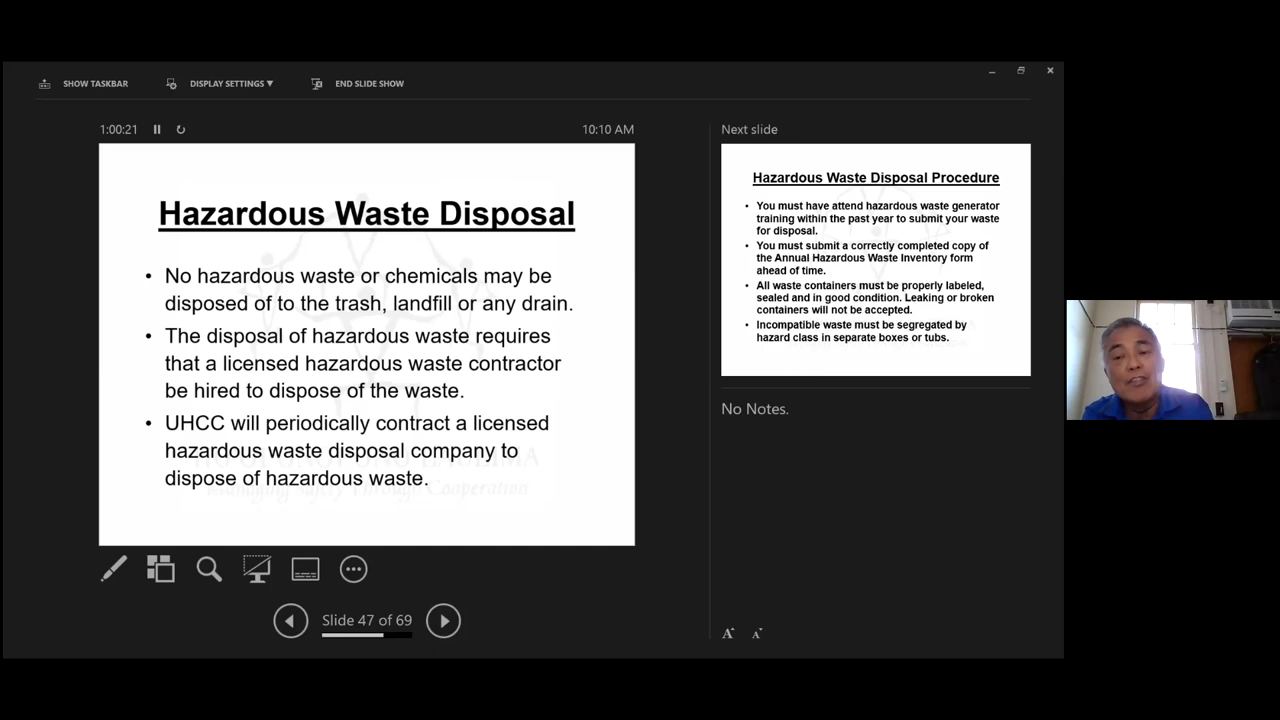 SHOW TASKBAR
DISPLAY SETTINGS ▼
END SLIDE SHOW
1:00:21
10:10 AM
Hazardous Waste Disposal
• No hazardous waste or chemicals may be
disposed of to the trash, landfill or any drain.
• The disposal of hazardous waste requires
that a licensed hazardous waste contractor
be hired to dispose of the waste.
• UHCC will periodically contract a licensed
hazardous waste disposal company to
dispose of hazardous waste.
Managing Safety Through Cooperation
Slide 47 of 69
Next slide
Hazardous Waste Disposal Procedure
• You must have attend hazardous waste generator
training within the past year to submit your waste
for disposal.
• You must submit a correctly completed copy of
the Annual Hazardous Waste Inventory form
ahead of time.
• All waste containers must be properly labeled,
sealed and in good condition. Leaking or broken
containers will not be accepted.
• Incompatible waste must be segregated by
hazard class in separate boxes or tubs.
No Notes.
A A